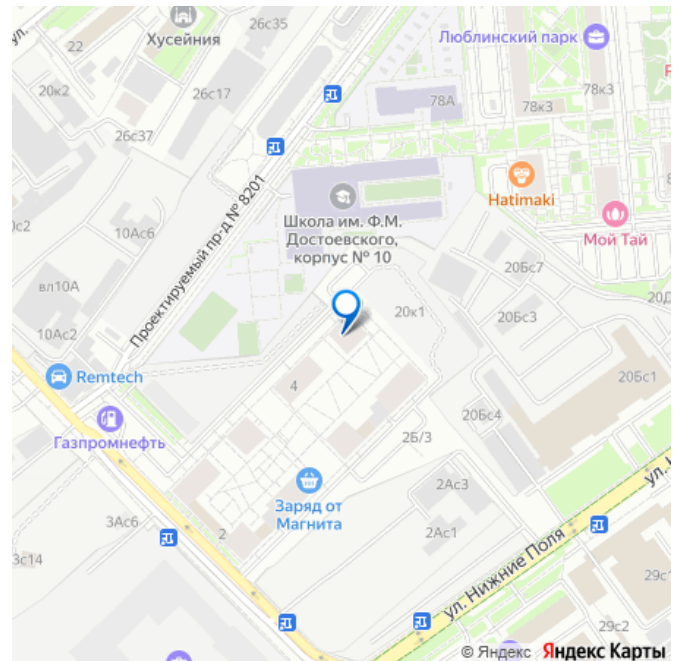 ул.
Хусейния
26с35
Люблинский парк
22
20к2
26с17
78А
78к3
78к3
26с37
Hatimaki
Школа им. Ф.М.
Достоевского,
корпус № 10
Мой Тай
10Ас6
Проектируемый пр-д № 8201
вл10А
20Бс7
20Бс3
20к1
10Ас2
Remtech
4
20Бс1
20Бс4
Газпромнефть
2Б/3
Заряд от
Магнита
2Ас3
3Ас6
2
2Ас1
3с14
ул. Нижние Поля
29с2
© Яндекс Яндекс Карты